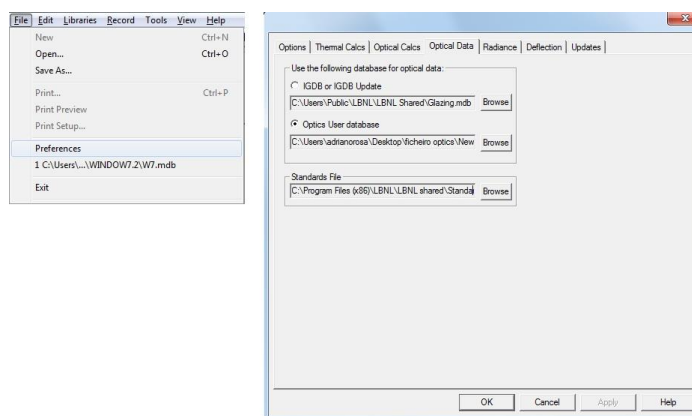 File Edit Libraries Record Tools View Help
New Ctrl+N
Open... Ctrl+O
Save As...
Print... Ctrl+P
Print Preview
Print Setup...
Preferences
1 C:\Users\...\WINDOW7.2\W7.mdb
Exit
Options Thermal Calcs Optical Calcs Optical Data Radiance Deflection Updates
Use the following database for optical data:
IGDB or IGDB Update
C:\Users\Public\LBNL\LBNL Shared\Glazing.mdb Browse
Optics User database
C:\Users\adrianorosa\Desktop\ficheiro optics\New Browse
Standards File
C:\Program Files (x86)\LBNL\LBNL shared\Standa Browse
OK Cancel Apply Help